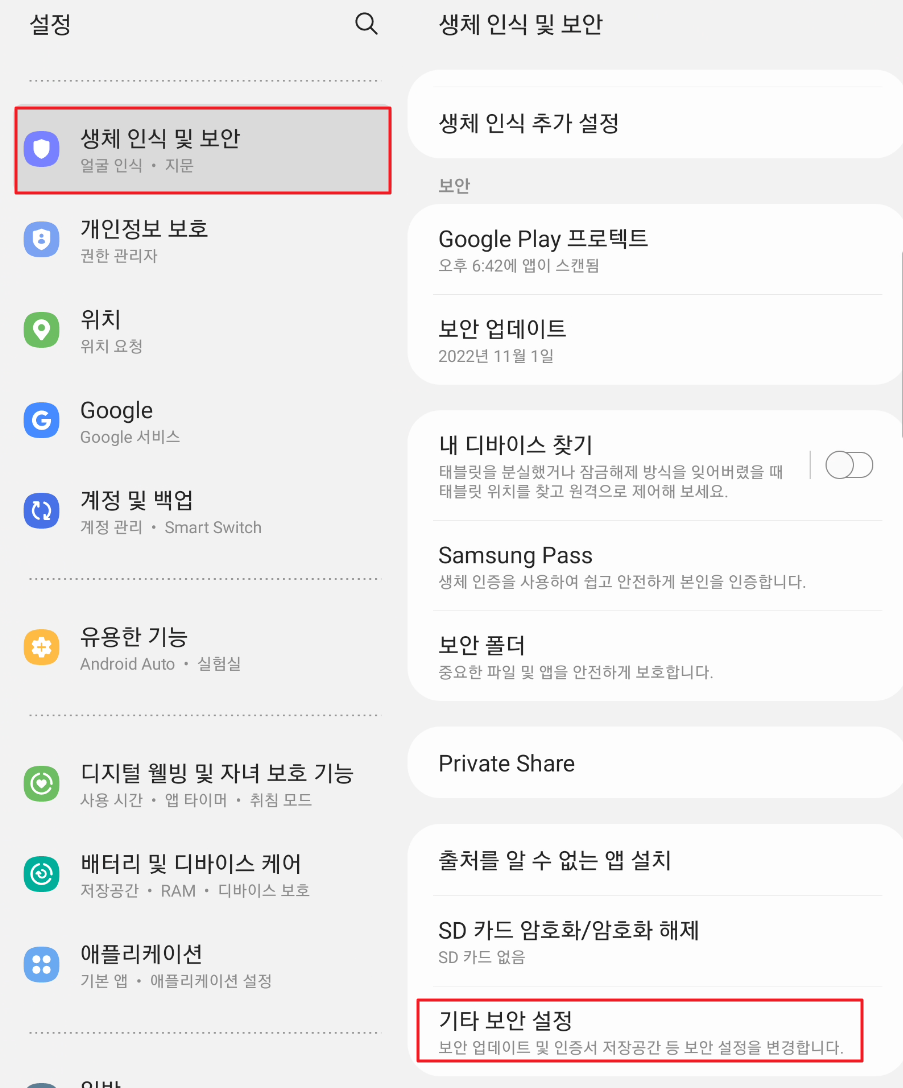 설정
생체 인식 및 보안
얼굴 인식 • 지문
개인정보 보호
권한 관리자
위치
위치 요청
Google
Google 서비스
계정 및 백업
계정 관리 • Smart Switch
유용한 기능
Android Auto • 실험실
디지털 웰빙 및 자녀 보호 기능
사용 시간 • 앱 타이머 • 취침 모드
배터리 및 디바이스 케어
저장공간 • RAM • 디바이스 보호
애플리케이션
기본 앱 • 애플리케이션 설정
생체 인식 및 보안
생체 인식 추가 설정
보안
Google Play 프로텍트
오후 6:42에 앱이 스캔됨
보안 업데이트
2022년 11월 1일
내 디바이스 찾기
태블릿을 분실했거나 잠금해제 방식을 잊어버렸을 때
태블릿 위치를 찾고 원격으로 제어해 보세요.
Samsung Pass
생체 인증을 사용하여 쉽고 안전하게 본인을 인증합니다.
보안 폴더
중요한 파일 및 앱을 안전하게 보호합니다.
Private Share
출처를 알 수 없는 앱 설치
SD 카드 암호화/암호화 해제
SD 카드 없음
기타 보안 설정
보안 업데이트 및 인증서 저장공간 등 보안 설정을 변경합니다.